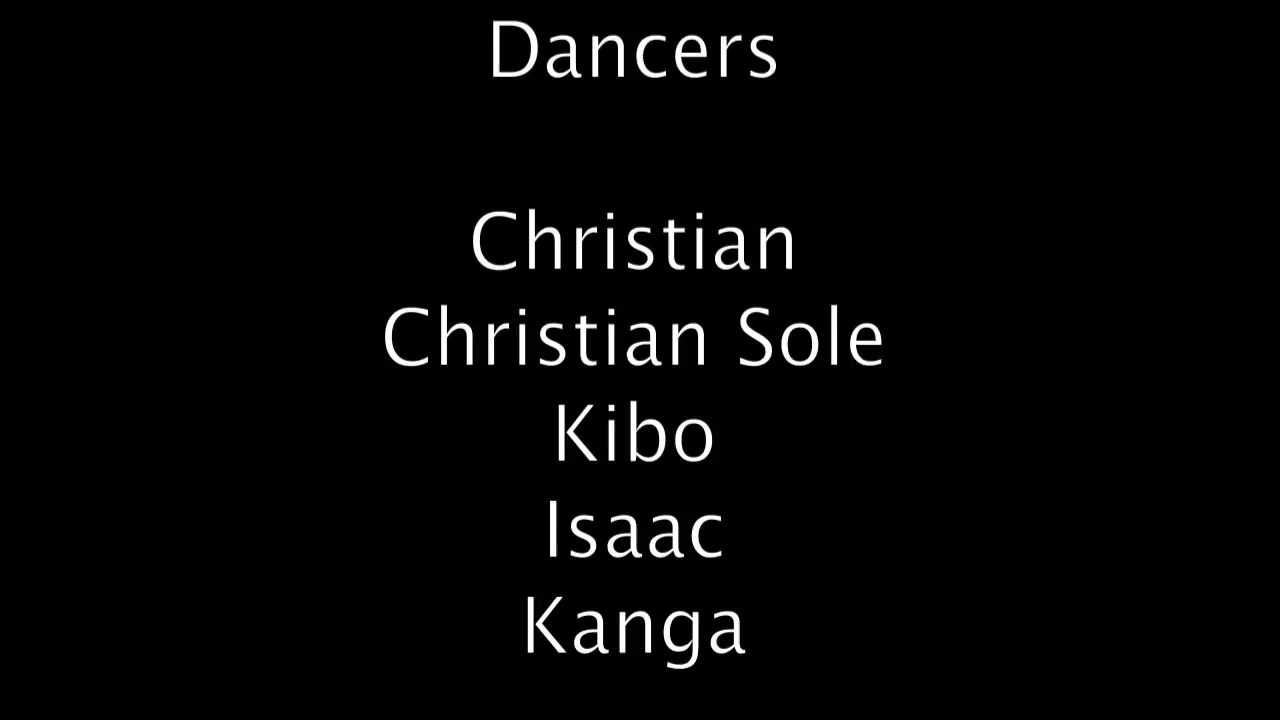 Dancers
Christian
Christian Sole
Kibo
Isaac
Kanga